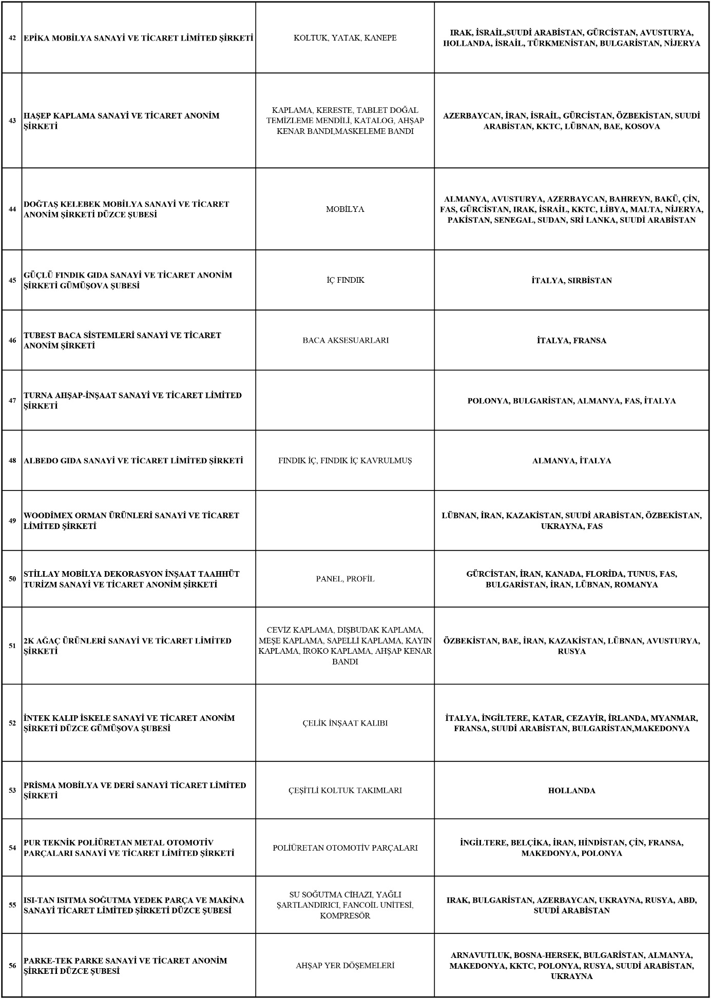 42
EPİKA MOBİLYA SANAYİ VE TİCARET LİMİTED ŞİRKETİ
KOLTUK, YATAK, KANEPE
IRAK, İSRAİL,SUUDİ ARABİSTAN, GÜRCİSTAN, AVUSTURYA,
HOLLANDA, İSRAİL, TÜRKMENİSTAN, BULGARİSTAN, NİJERYA
43
HAŞEP KAPLAMA SANAYİ VE TİCARET ANONİM
ŞİRKETİ
KAPLAMA, KERESTE, TABLET DOĞAL
TEMİZLEME MENDİLİ, KATALOG, AHŞAP
KENAR BANDI,MASKELEME BANDI
AZERBAYCAN, İRAN, İSRAİL, GÜRCİSTAN, ÖZBEKİSTAN, SUUDİ
ARABİSTAN, KKTC, LÜBNAN, BAE, KOSOVA
44
DOĞTAŞ KELEBEK MOBİLYA SANAYİ VE TİCARET
ANONİM ŞİRKETİ DÜZCE ŞUBESİ
MOBİLYA
ALMANYA, AVUSTURYA, AZERBAYCAN, BAHREYN, BAKÜ, ÇİN,
FAS, GÜRCİSTAN, IRAK, İSRAİL, KKTC, LİBYA, MALTA, NİJERYA,
PAKİSTAN, SENEGAL, SUDAN, SRİ LANKA, SUUDİ ARABİSTAN
45
GÜÇLÜ FINDIK GIDA SANAYİ VE TİCARET ANONİM
ŞİRKETİ GÜMÜŞOVA ŞUBESİ
İÇ FINDIK
İTALYA, SIRBİSTAN
46
TUBEST BACA SİSTEMLERİ SANAYİ VE TİCARET
ANONİM ŞİRKETİ
BACA AKSESUARLARI
İTALYA, FRANSA
47
TURNA AHŞAP-İNŞAAT SANAYİ VE TİCARET LİMİTED
ŞİRKETİ
POLONYA, BULGARİSTAN, ALMANYA, FAS, İTALYA
48
ALBEDO GIDA SANAYİ VE TİCARET LİMİTED ŞİRKETİ
FINDIK İÇ, FINDIK İÇ KAVRULMUŞ
ALMANYA, İTALYA
49
WOODİMEX ORMAN ÜRÜNLERİ SANAYİ VE TİCARET
LİMİTED ŞİRKETİ
LÜBNAN, İRAN, KAZAKİSTAN, SUUDİ ARABİSTAN, ÖZBEKİSTAN,
UKRAYNA, FAS
50
STİLLAY MOBİLYA DEKORASYON İNŞAAT TAAHHÜT
TURİZM SANAYİ VE TİCARET ANONİM ŞİRKETİ
PANEL, PROFİL
GÜRCİSTAN, İRAN, KANADA, FLORİDA, TUNUS, FAS,
BULGARİSTAN, İRAN, LÜBNAN, ROMANYA
51
2K AĞAÇ ÜRÜNLERİ SANAYİ VE TİCARET LİMİTED
ŞİRKETİ
CEVİZ KAPLAMA, DIŞBUDAK KAPLAMA,
MEŞE KAPLAMA, SAPELLİ KAPLAMA, KAYIN
KAPLAMA, İROKO KAPLAMA, AHŞAP KENAR
BANDI
ÖZBEKİSTAN, BAE, İRAN, KAZAKİSTAN, LÜBNAN, AVUSTURYA,
RUSYA
52
İNTEK KALIP İSKELE SANAYİ VE TİCARET ANONİM
ŞİRKETİ DÜZCE GÜMÜŞOVA ŞUBESİ
ÇELİK İNŞAAT KALIBI
İTALYA, İNGİLTERE, KATAR, CEZAYİR, İRLANDA, MYANMAR,
FRANSA, SUUDİ ARABİSTAN, BULGARİSTAN,MAKEDONYA
53
PRİSMA MOBİLYA VE DERİ SANAYİ TİCARET LİMİTED
ŞİRKETİ
ÇEŞİTLİ KOLTUK TAKIMLARI
HOLLANDA
54
PUR TEKNİK POLİÜRETAN METAL OTOMOTİV
PARÇALARI SANAYİ VE TİCARET LİMİTED ŞİRKETİ
POLİÜRETAN OTOMOTİV PARÇALARI
İNGİLTERE, BELÇİKA, İRAN, HİNDİSTAN, ÇİN, FRANSA,
MAKEDONYA, POLONYA
55
ISI-TAN ISITMA SOĞUTMA YEDEK PARÇA VE MAKİNA
SANAYİ TİCARET LİMİTED ŞİRKETİ DÜZCE ŞUBESİ
SU SOĞUTMA CİHAZI, YAĞLI
ŞARTLANDIRICI, FANCOİL UNİTESİ,
KOMPRESÖR
IRAK, BULGARİSTAN, AZERBAYCAN, UKRAYNA, RUSYA, ABD,
SUUDİ ARABİSTAN
56
PARKE-TEK PARKE SANAYİ VE TİCARET ANONİM
ŞİRKETİ DÜZCE ŞUBESİ
AHŞAP YER DÖŞEMELERİ
ARNAVUTLUK, BOSNA-HERSEK, BULGARİSTAN, ALMANYA,
MAKEDONYA, KKTC, POLONYA, RUSYA, SUUDİ ARABİSTAN,
UKRAYNA